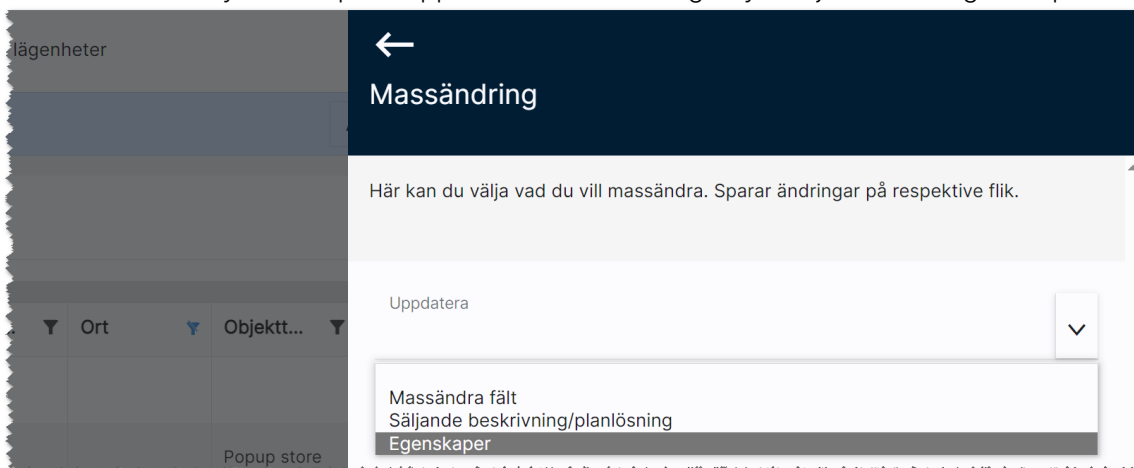 lägenheter
Massändring
Här kan du välja vad du vill massändra. Sparar ändringar på respektive flik.
Uppdatera
Ort
Objektt...
Massändra fält
Säljande beskrivning/planlösning
Egenskaper
Popup store